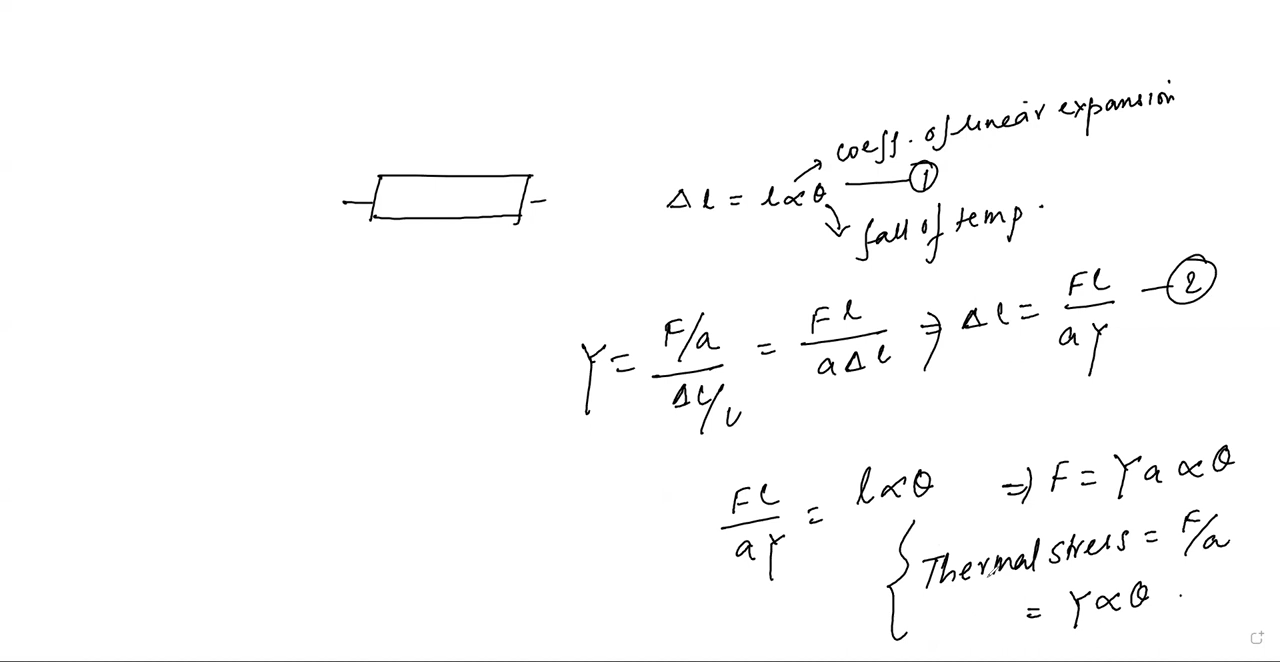 coeff. of linear expansion
Δl = lαθ — ①
fall of temp.
Y = F/a / Δl/l = Fl / aΔl ⇒ Δl = Fl / aY — ②
Fl / aY = lαθ ⇒ F = Yaαθ
Thermal stress = F/a
= Yαθ.